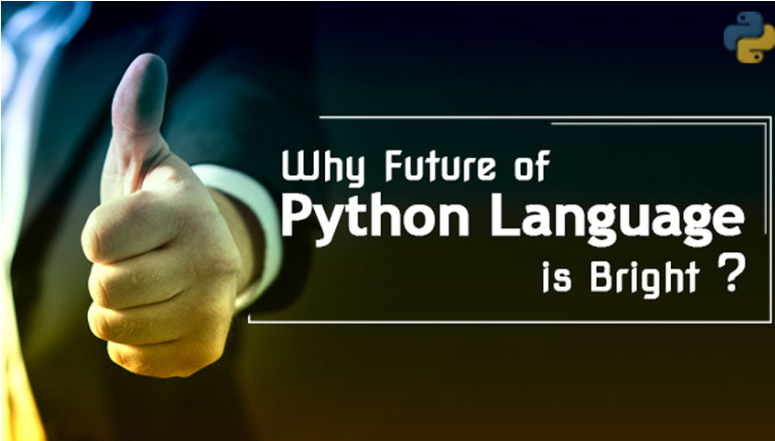 Why Future of
Python Language
is Bright ?